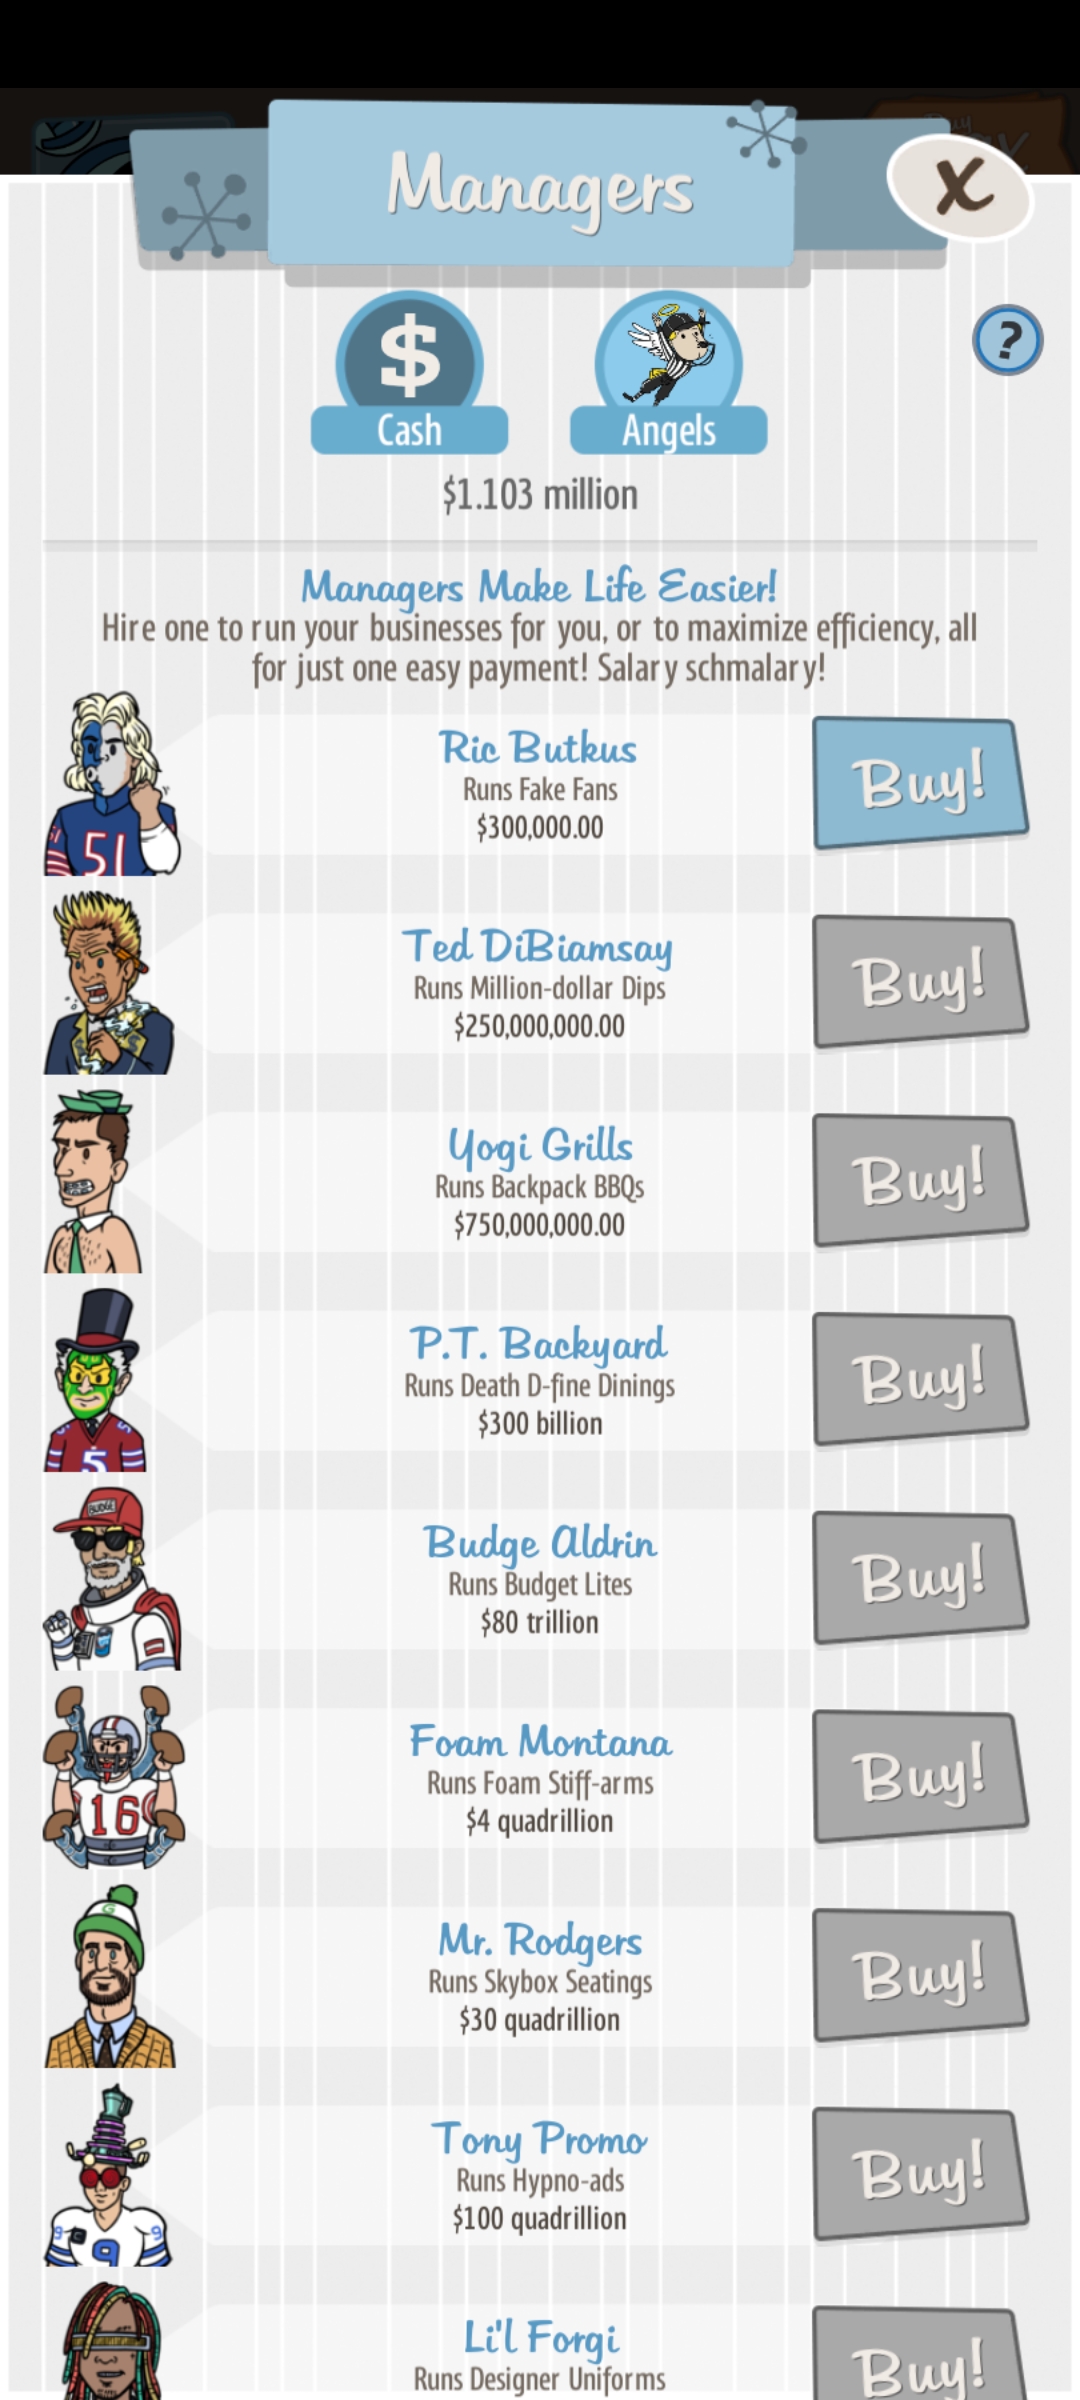 Managers
X
$
?
Cash
Angels
$1.103 million
Managers Make Life Easier!
Hire one to run your businesses for you, or to maximize efficiency, all
for just one easy payment! Salary schmalary!
Ric Butkus
Runs Fake Fans
$300,000.00
Buy!
51
Ted DiBiamsay
Runs Million-dollar Dips
$250,000,000.00
Buy!
Yogi Grills
Runs Backpack BBQs
$750,000,000.00
Buy!
P.T. Backyard
Runs Death D-fine Dinings
$300 billion
Buy!
5
BUDGE
Budge Aldrin
Runs Budget Lites
$80 trillion
Buy!
Foam Montana
Runs Foam Stiff-arms
$4 quadrillion
Buy!
16
G
Mr. Rodgers
Runs Skybox Seatings
$30 quadrillion
Buy!
Tony Promo
Runs Hypno-ads
$100 quadrillion
Buy!
9
Li'l Forgi
Runs Designer Uniforms
Buy!